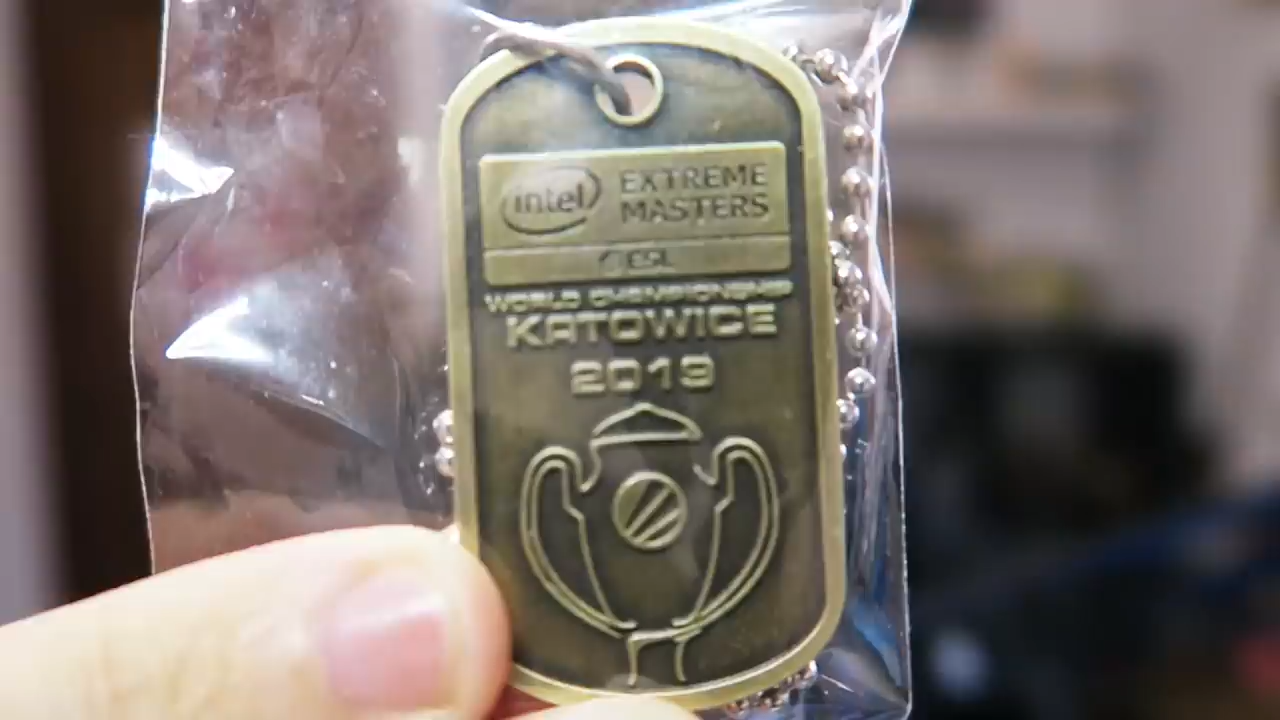 intel EXTREME
MASTERS
ESL
WORLD CHAMPIONSHIP
KATOWICE
2019